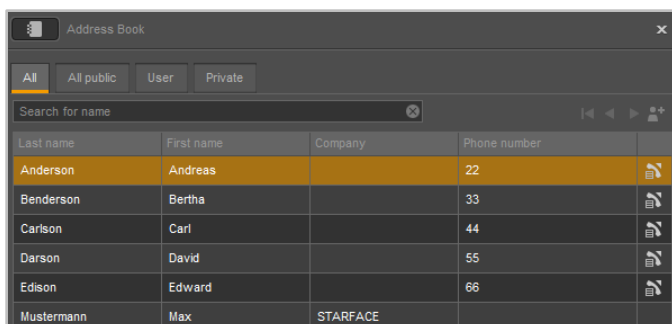 Address Book
All All public User Private
Search for name
Last name First name Company Phone number
Anderson Andreas 22
Benderson Bertha 33
Carlson Carl 44
Darson David 55
Edison Edward 66
Mustermann Max STARFACE